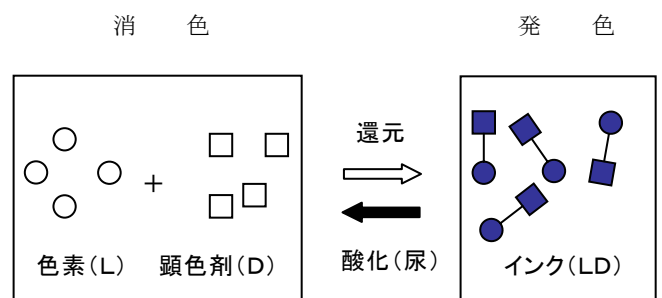 消　色
発　色
還元
酸化(尿)
+
色素(L)
顕色剤(D)
インク(LD)